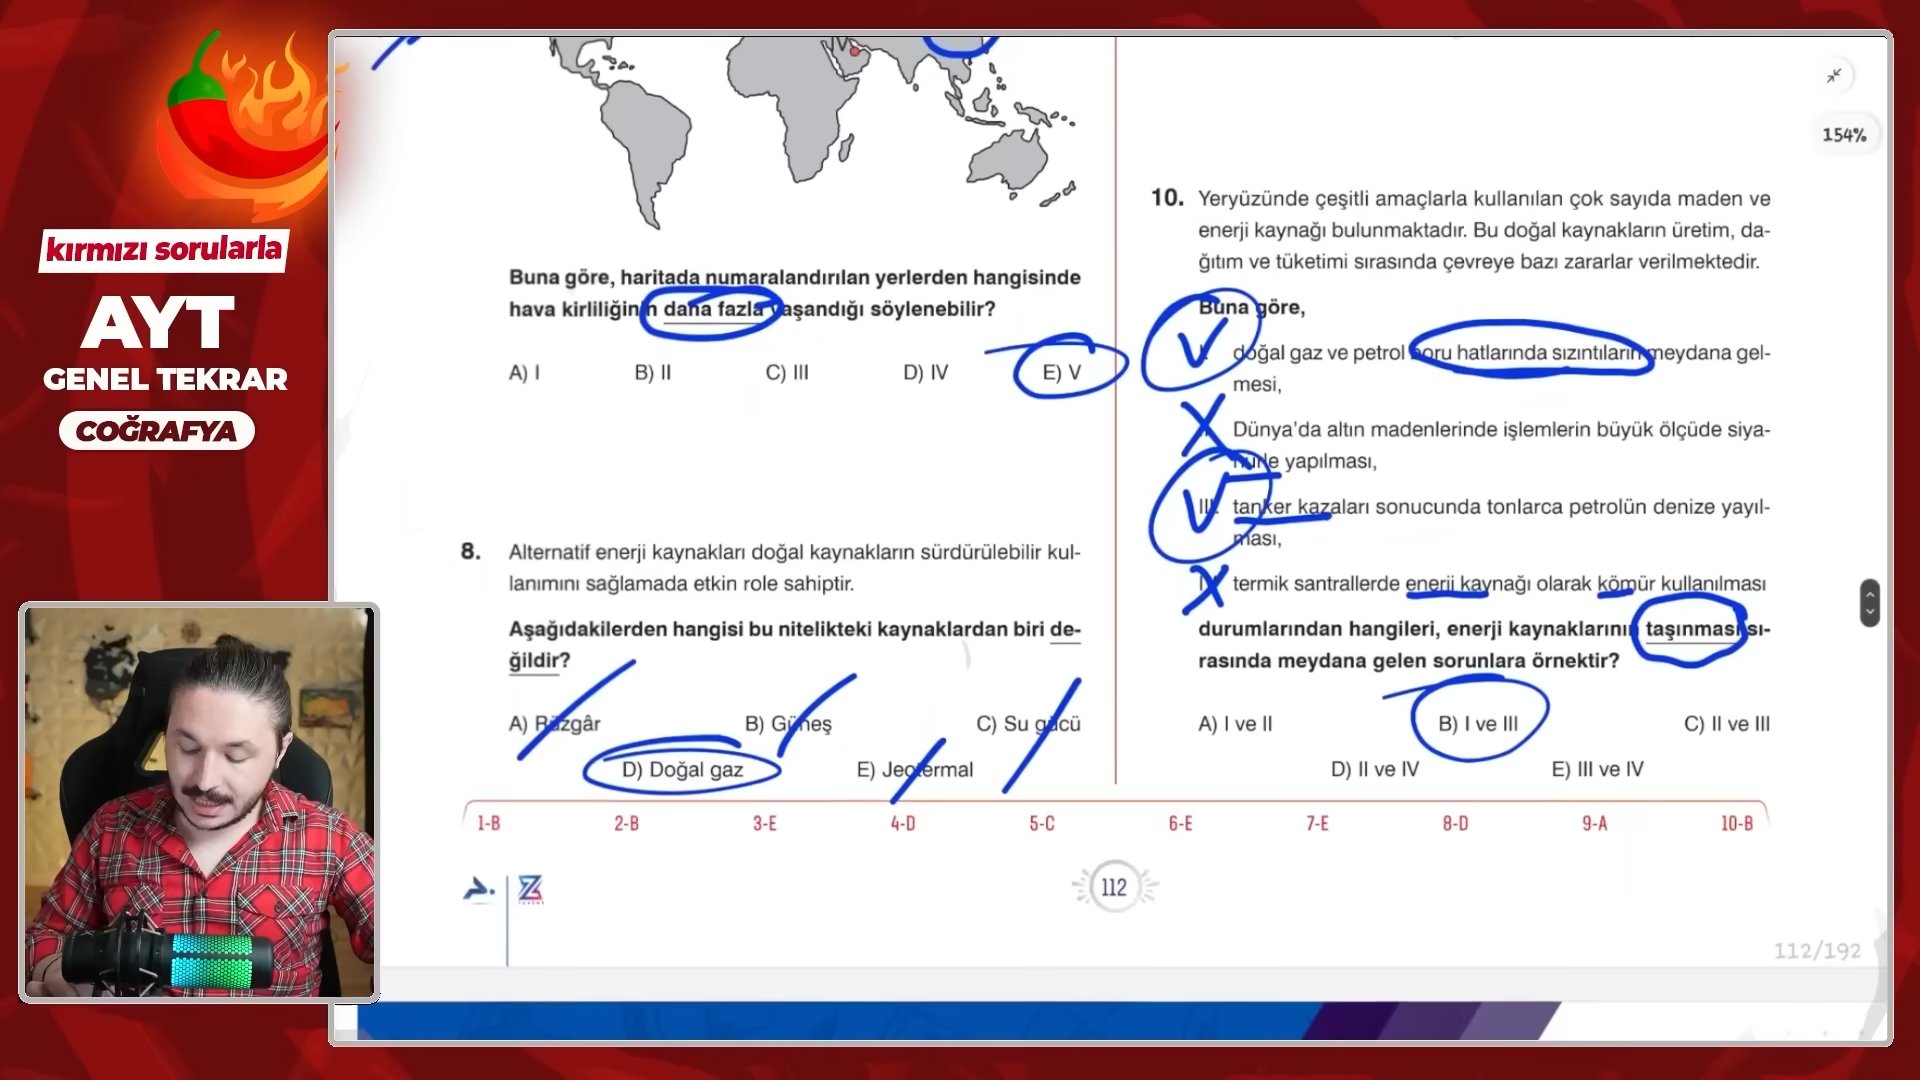 kırmızı sorularla
AYT
GENEL TEKRAR
COĞRAFYA
Buna göre, haritada numaralandırılan yerlerden hangisinde
hava kirliliğinin daha fazla yaşandığı söylenebilir?
A) I
B) II
C) III
D) IV
E) V
8. Alternatif enerji kaynakları doğal kaynakların sürdürülebilir kul-
lanımını sağlamada etkin role sahiptir.
Aşağıdakilerden hangisi bu nitelikteki kaynaklardan biri de-
ğildir?
A) Rüzgâr
B) Güneş
C) Su gücü
D) Doğal gaz
E) Jeotermal
154%
10. Yeryüzünde çeşitli amaçlarla kullanılan çok sayıda maden ve
enerji kaynağı bulunmaktadır. Bu doğal kaynakların üretim, da-
ğıtım ve tüketimi sırasında çevreye bazı zararlar verilmektedir.
Buna göre,
I. doğal gaz ve petrol boru hatlarında sızıntıların meydana gel-
mesi,
Dünya'da altın madenlerinde işlemlerin büyük ölçüde siya-
nürle yapılması,
III. tanker kazaları sonucunda tonlarca petrolün denize yayıl-
ması,
termik santrallerde enerji kaynağı olarak kömür kullanılması
durumlarından hangileri, enerji kaynaklarının taşınması sı-
rasında meydana gelen sorunlara örnektir?
A) I ve II
B) I ve III
C) II ve III
D) II ve IV
E) III ve IV
1-B 2-B 3-E 4-D 5-C 6-E 7-E 8-D 9-A 10-B
112
112/192